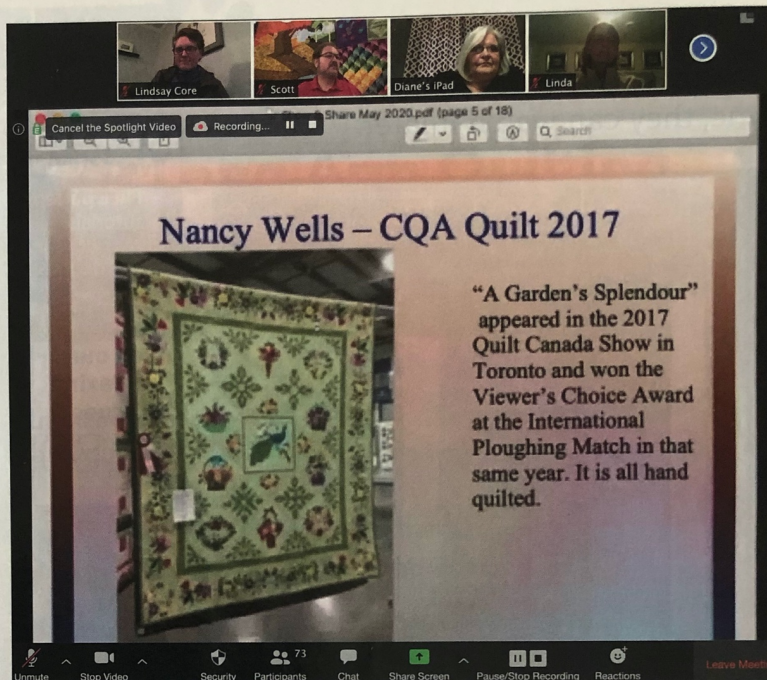 Lindsay Core
Scott
Diane's iPad
Linda
Share May 2020.pdf (page 5 of 18)
Cancel the Spotlight Video
Recording...
Search
Nancy Wells – CQA Quilt 2017
“A Garden’s Splendour”
appeared in the 2017
Quilt Canada Show in
Toronto and won the
Viewer’s Choice Award
at the International
Ploughing Match in that
same year. It is all hand
quilted.
Unmute
Stop Video
Security
Participants
73
Chat
Share Screen
Pause/Stop Recording
Reactions
Leave Meeti